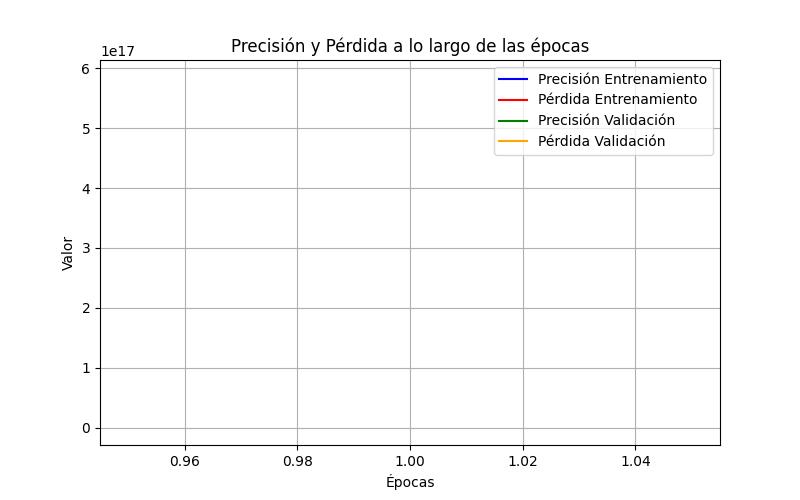 Precisión y Pérdida a lo largo de las épocas
1e17
Precisión Entrenamiento
Pérdida Entrenamiento
Precisión Validación
Pérdida Validación
6
5
4
3
2
1
0
Valor
0.96 0.98 1.00 1.02 1.04
Épocas